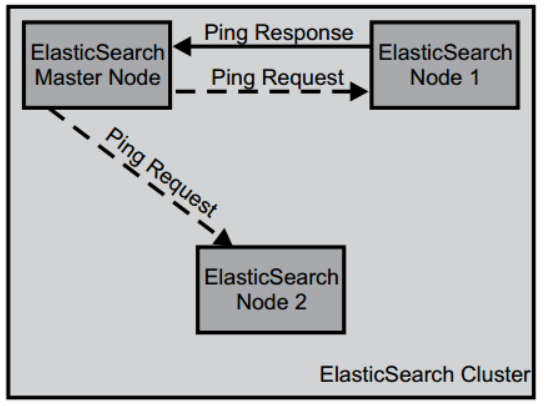 ElasticSearch
Master Node
Ping Response
Ping Request
ElasticSearch
Node 1
Ping Request
ElasticSearch
Node 2
ElasticSearch Cluster